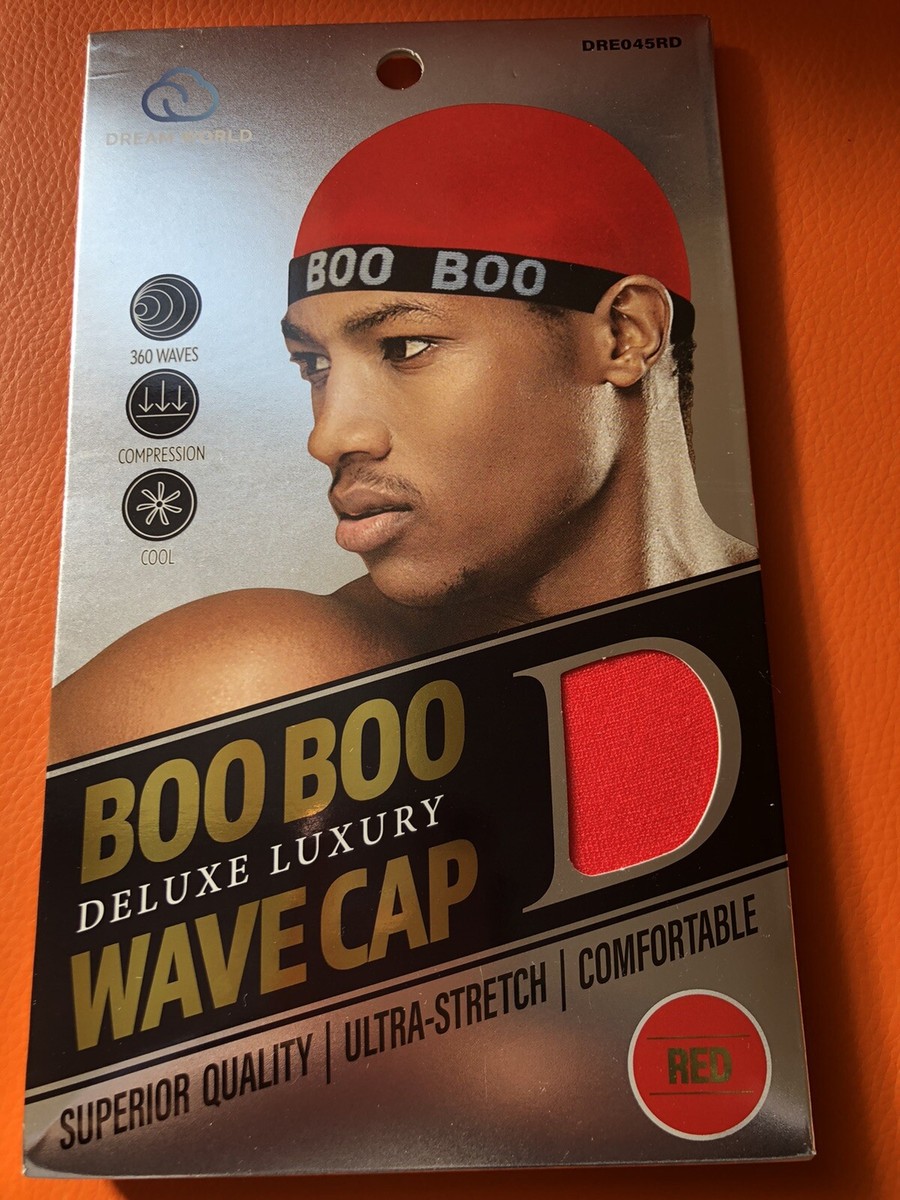 DRE045RD
DREAM WORLD
BOO BOO
360 WAVES
COMPRESSION
COOL
BOO BOO
DELUXE LUXURY
WAVE CAP
D
SUPERIOR QUALITY | ULTRA-STRETCH | COMFORTABLE
RED